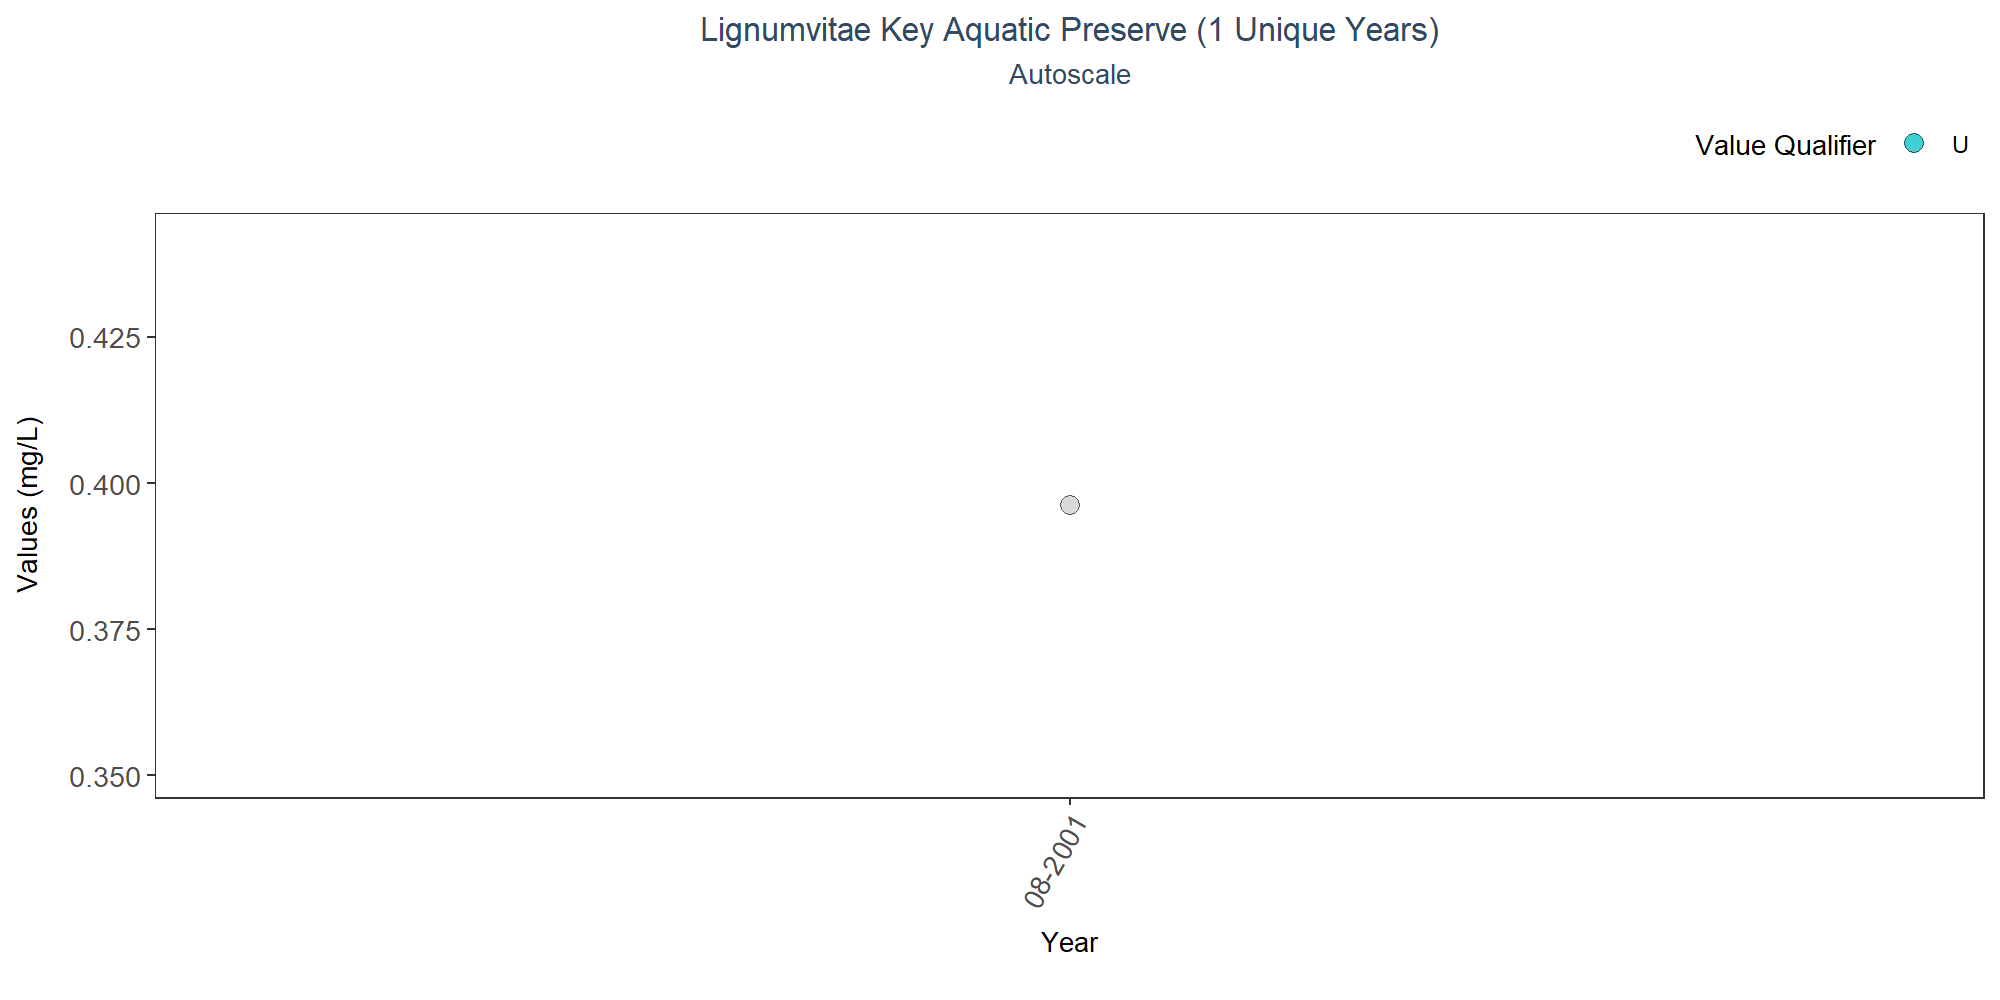 Lignumvitae Key Aquatic Preserve (1 Unique Years)
Autoscale
Value Qualifier U
Values (mg/L)
0.425
0.400
0.375
0.350
08-2001
Year